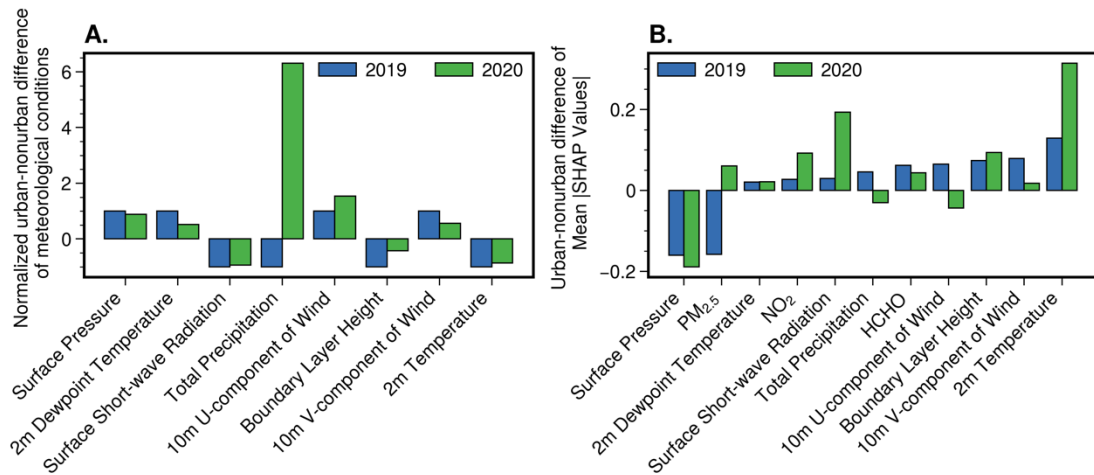 A.
Normalized urban-nonurban difference
of meteorological conditions
6
4
2
0
2019
2020
Surface Pressure
2m Dewpoint Temperature
Surface Short-wave Radiation
Total Precipitation
10m U-component of Wind
Boundary Layer Height
10m V-component of Wind
2m Temperature
B.
Urban-nonurban difference of
Mean |SHAP Values|
0.2
0
−0.2
2019
2020
Surface Pressure
PM2.5
2m Dewpoint Temperature
NO2
Surface Short-wave Radiation
Total Precipitation
HCHO
10m U-component of Wind
Boundary Layer Height
10m V-component of Wind
2m Temperature